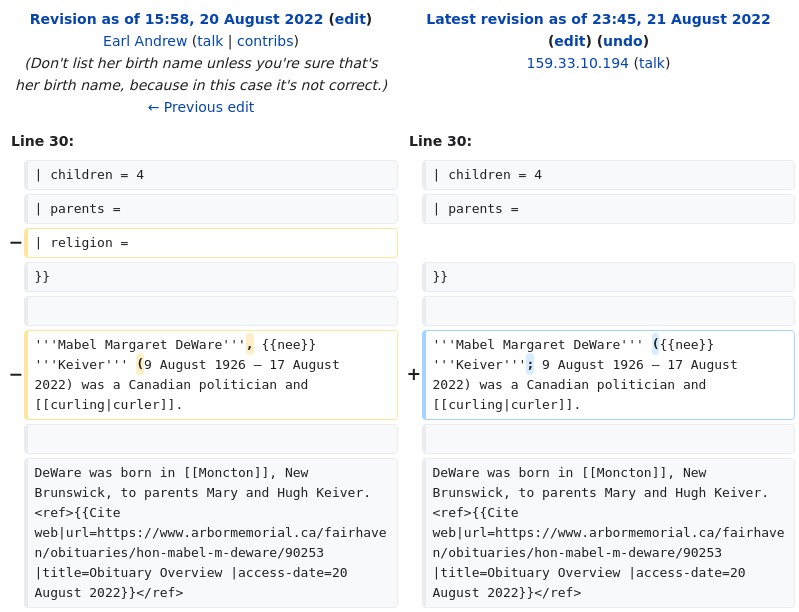 Revision as of 15:58, 20 August 2022 (edit)
Earl Andrew (talk | contribs)
(Don't list her birth name unless you're sure that's
her birth name, because in this case it's not correct.)
← Previous edit
Latest revision as of 23:45, 21 August 2022
(edit) (undo)
159.33.10.194 (talk)
Line 30:
Line 30:
| children = 4
| children = 4
| parents =
| parents =
− | religion =
}}
}}
− '''Mabel Margaret DeWare''', {{nee}}
'''Keiver''' (9 August 1926 – 17 August
2022) was a Canadian politician and
[[curling|curler]].
+ '''Mabel Margaret DeWare''' ({{nee}}
'''Keiver'''; 9 August 1926 – 17 August
2022) was a Canadian politician and
[[curling|curler]].
DeWare was born in [[Moncton]], New
Brunswick, to parents Mary and Hugh Keiver.
<ref>{{Cite
web|url=https://www.arbormemorial.ca/fairhave
n/obituaries/hon-mabel-m-deware/90253
|title=Obituary Overview |access-date=20
August 2022}}</ref>
DeWare was born in [[Moncton]], New
Brunswick, to parents Mary and Hugh Keiver.
<ref>{{Cite
web|url=https://www.arbormemorial.ca/fairhave
n/obituaries/hon-mabel-m-deware/90253
|title=Obituary Overview |access-date=20
August 2022}}</ref>